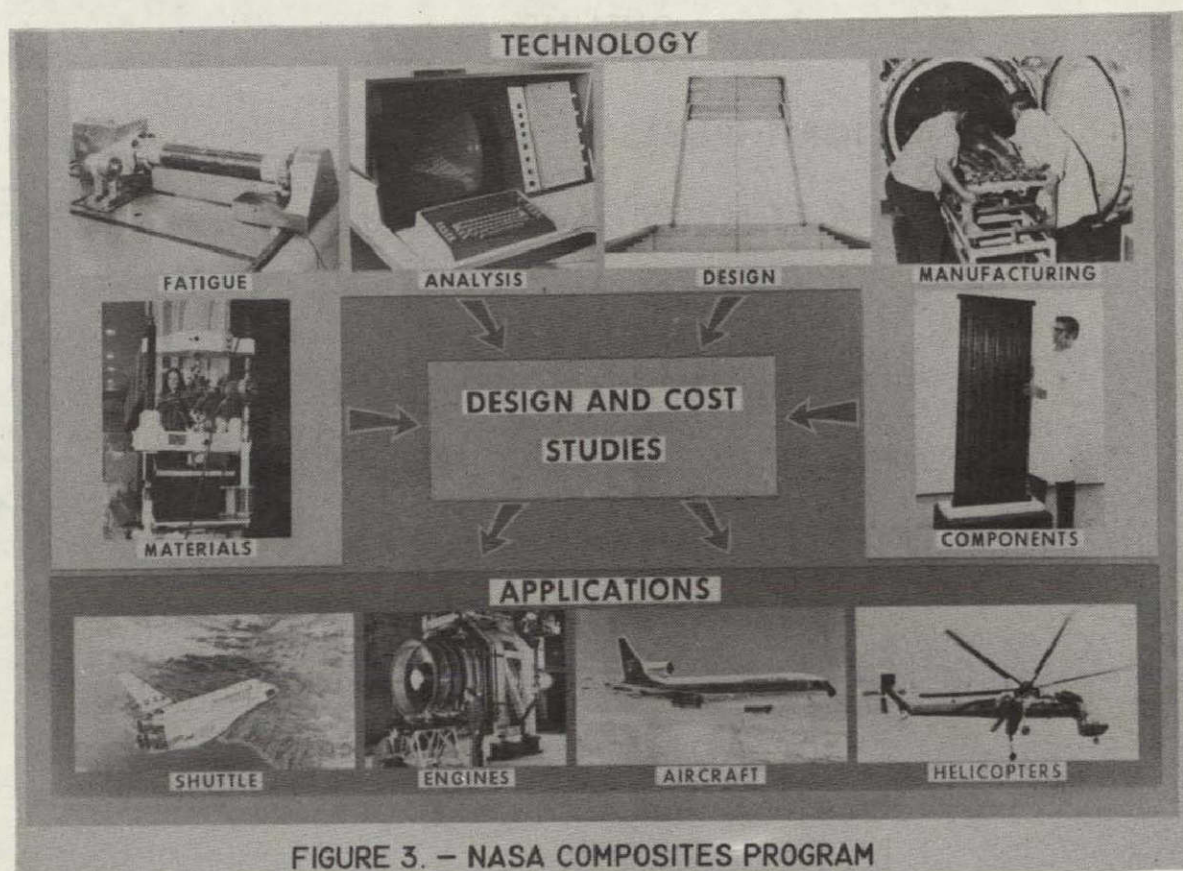 TECHNOLOGY
FATIGUE
ANALYSIS
DESIGN
MANUFACTURING
MATERIALS
DESIGN AND COST
STUDIES
COMPONENTS
APPLICATIONS
SHUTTLE
ENGINES
AIRCRAFT
HELICOPTERS
FIGURE 3. – NASA COMPOSITES PROGRAM